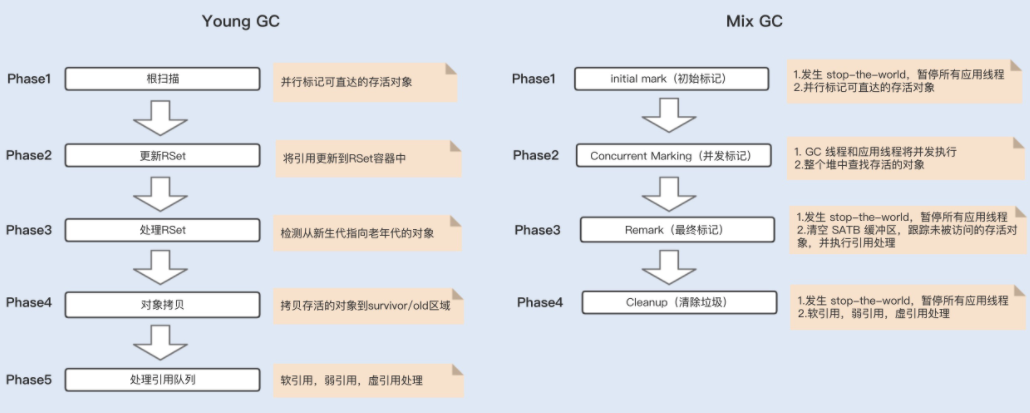 Young GC
Phase1
根扫描
并行标记可直达的存活对象
Phase2
更新RSet
将引用更新到RSet容器中
Phase3
处理RSet
检测从新生代指向老年代的对象
Phase4
对象拷贝
拷贝存活的对象到survivor/old区域
Phase5
处理引用队列
软引用，弱引用，虚引用处理
Mix GC
Phase1
initial mark（初始标记）
1.发生 stop-the-world，暂停所有应用线程
2.并行标记可直达的存活对象
Phase2
Concurrent Marking（并发标记）
1. GC 线程和应用线程将并发执行
2.整个堆中查找存活的对象
Phase3
Remark（最终标记）
1.发生 stop-the-world，暂停所有应用线程
2.清空 SATB 缓冲区，跟踪未被访问的存活对
象，并执行引用处理
Phase4
Cleanup（清除垃圾）
1.发生 stop-the-world，暂停所有应用线程
2.软引用，弱引用，虚引用处理